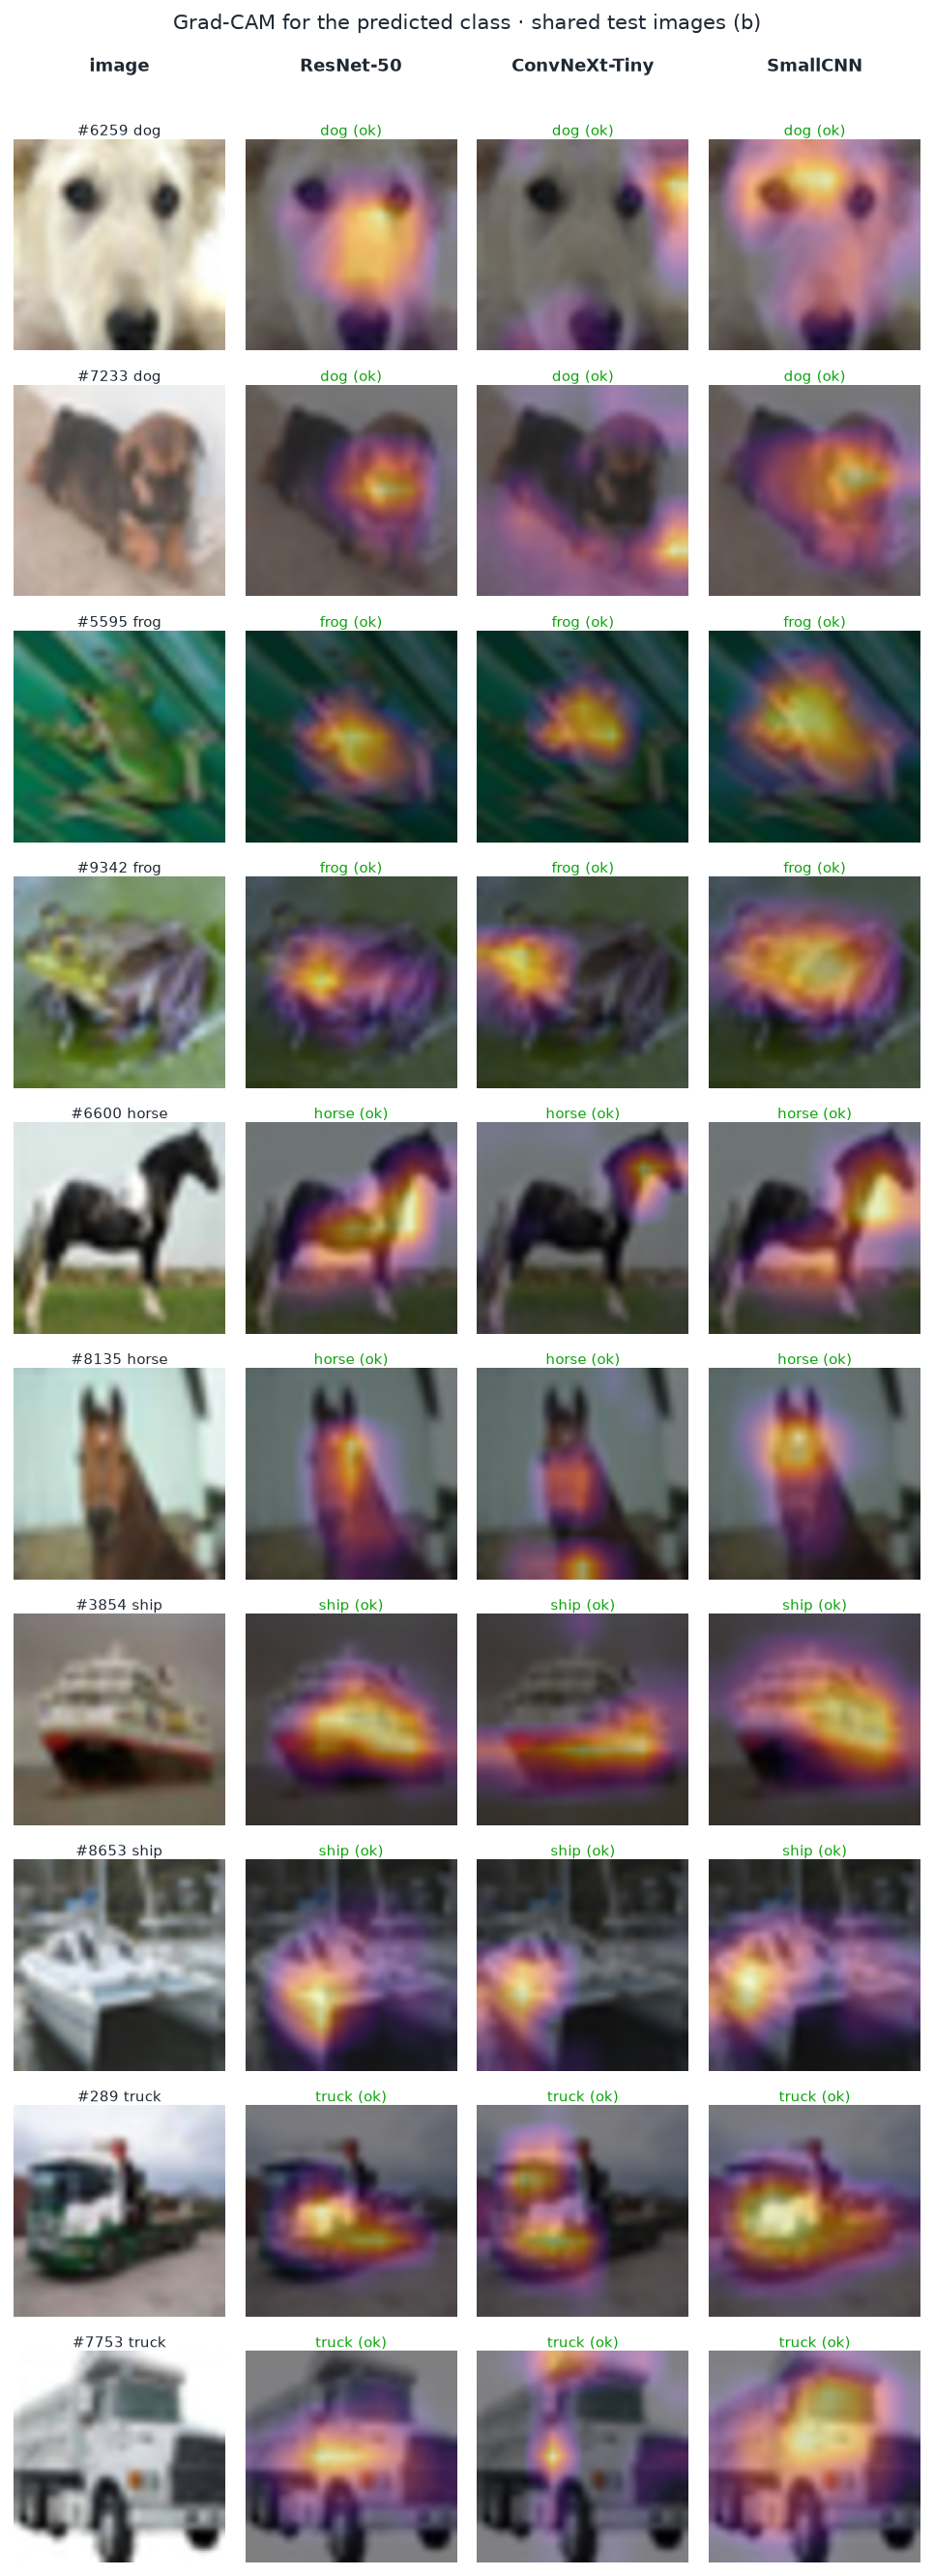 Grad-CAM for the predicted class · shared test images (b)
image ResNet-50 ConvNeXt-Tiny SmallCNN
#6259 dog dog (ok) dog (ok) dog (ok)
#7233 dog dog (ok) dog (ok) dog (ok)
#5595 frog frog (ok) frog (ok) frog (ok)
#9342 frog frog (ok) frog (ok) frog (ok)
#6600 horse horse (ok) horse (ok) horse (ok)
#8135 horse horse (ok) horse (ok) horse (ok)
#3854 ship ship (ok) ship (ok) ship (ok)
#8653 ship ship (ok) ship (ok) ship (ok)
#289 truck truck (ok) truck (ok) truck (ok)
#7753 truck truck (ok) truck (ok) truck (ok)